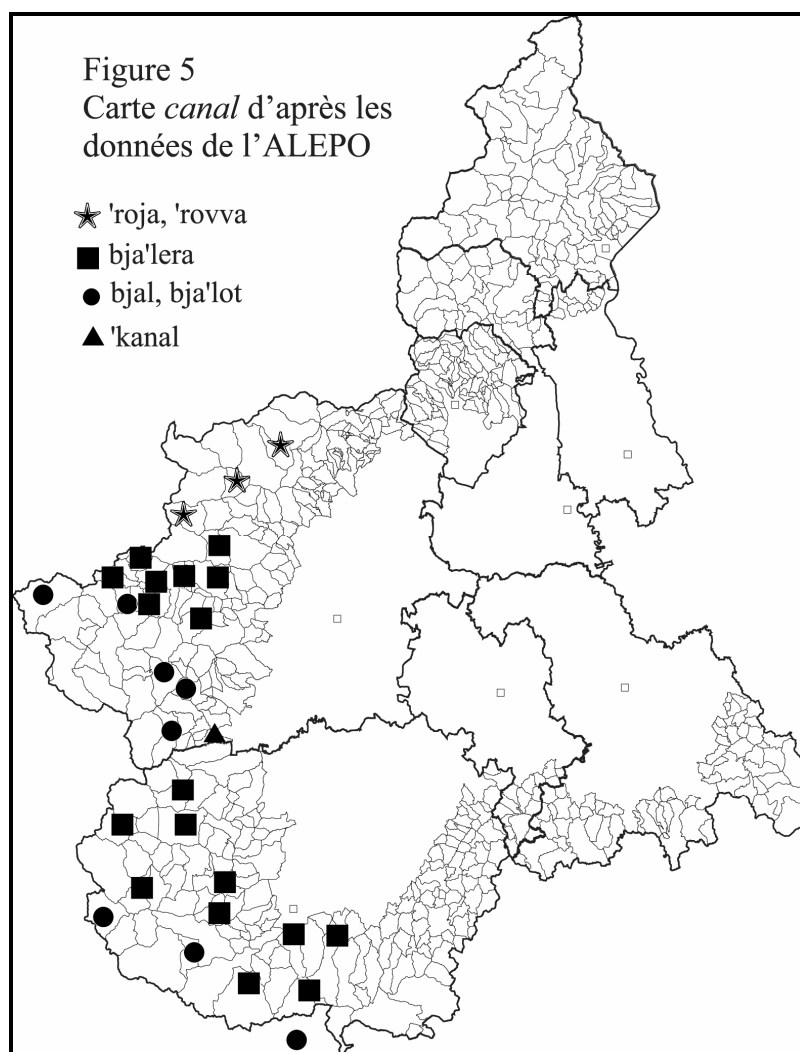 Figure 5
Carte canal d’après les
données de l’ALEPO
'roja, 'rovva
bja'lera
bjal, bja'lot
'kanal